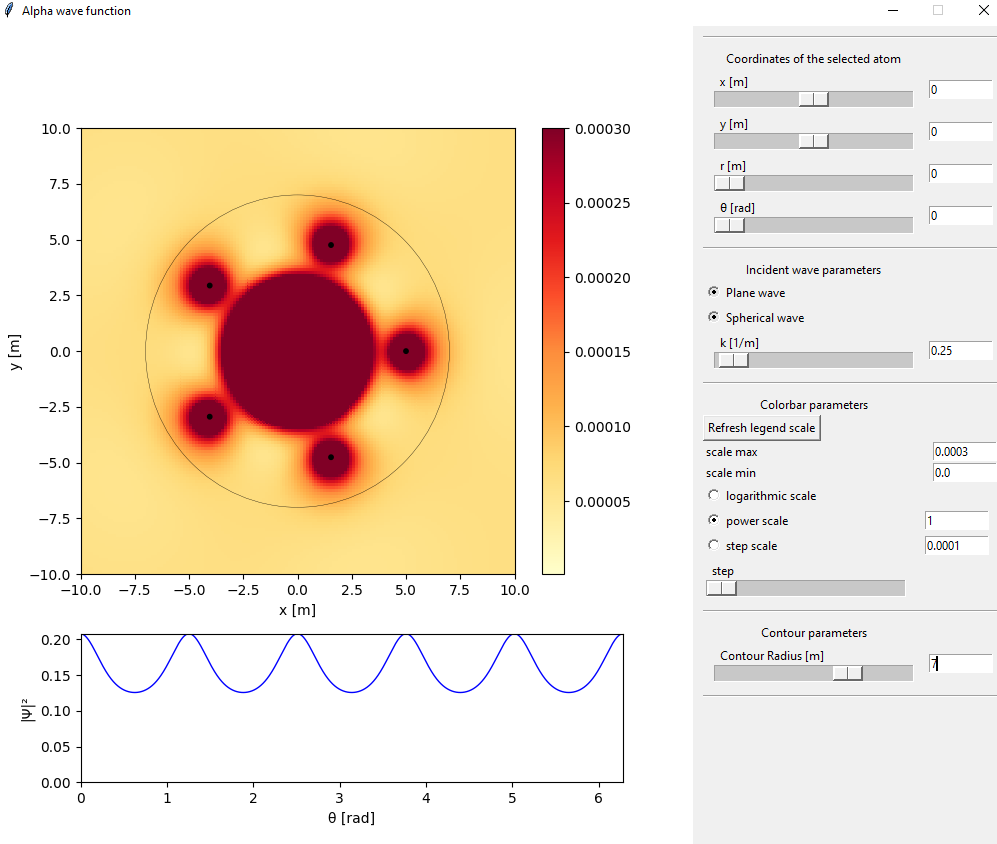 Alpha wave function
10.0
7.5
5.0
2.5
0.0
−2.5
−5.0
−7.5
−10.0
y [m]
−10.0 −7.5 −5.0 −2.5 0.0 2.5 5.0 7.5 10.0
x [m]
0.00030
0.00025
0.00020
0.00015
0.00010
0.00005
0.20
0.15
0.10
0.05
0.00
|Ψ|²
0 1 2 3 4 5 6
θ [rad]
Coordinates of the selected atom
x [m]
0
y [m]
0
r [m]
0
θ [rad]
0
Incident wave parameters
Plane wave
Spherical wave
k [1/m]
0.25
Colorbar parameters
Refresh legend scale
scale max 0.0003
scale min 0.0
logarithmic scale
power scale 1
step scale 0.0001
step
Contour parameters
Contour Radius [m]
7